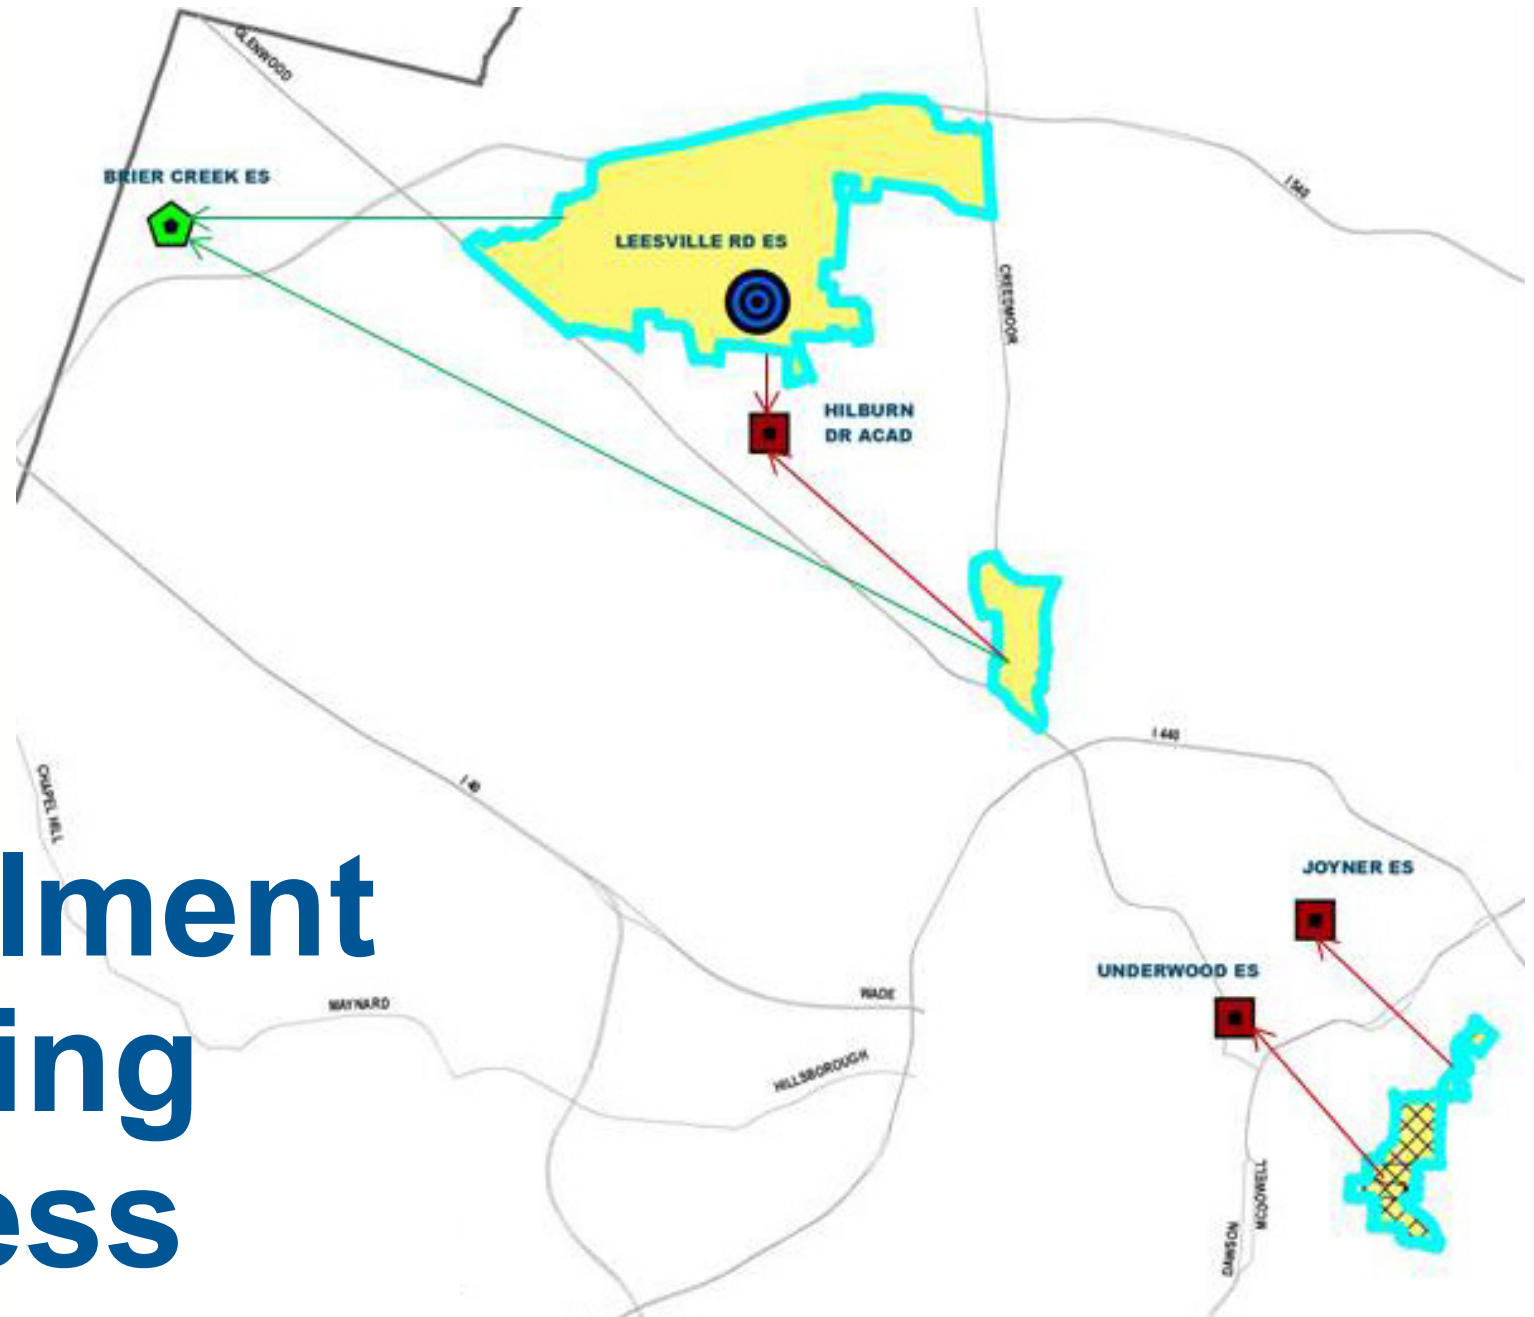 GLENWOOD
BRIER CREEK ES
I 540
LEESVILLE RD ES
CREEDMOOR
HILBURN
DR ACAD
I 440
I 40
CHAPEL HILL
JOYNER ES
lment
UNDERWOOD ES
WADE
MAYNARD
ing
HILLSBOROUGH
MCDOWELL
ess
DAWSON